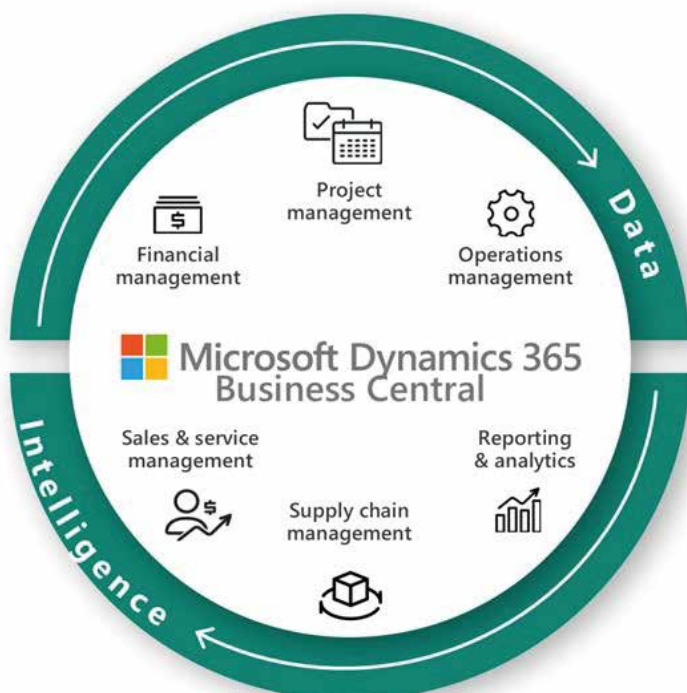 Project
management
Financial
management
Operations
management
Data
Microsoft Dynamics 365
Business Central
Sales & service
management
Reporting
& analytics
Supply chain
management
Intelligence